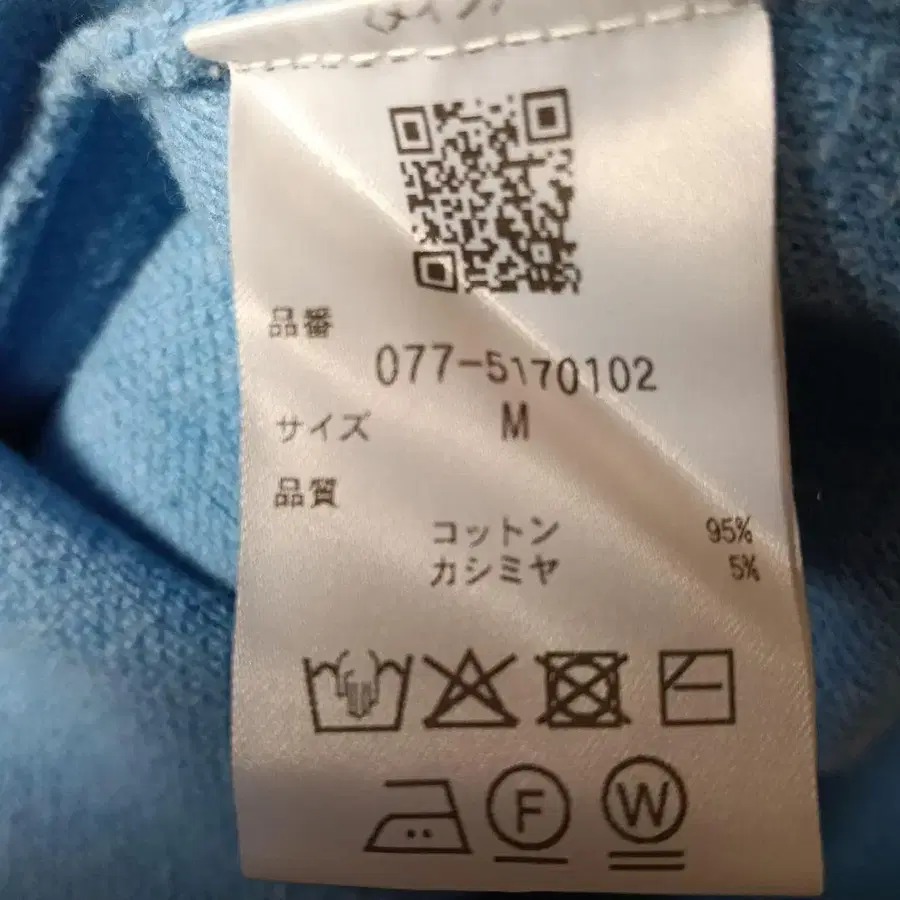 品番
077-5170102
サイズ M
品質
コットン 95%
カシミヤ 5%
F W